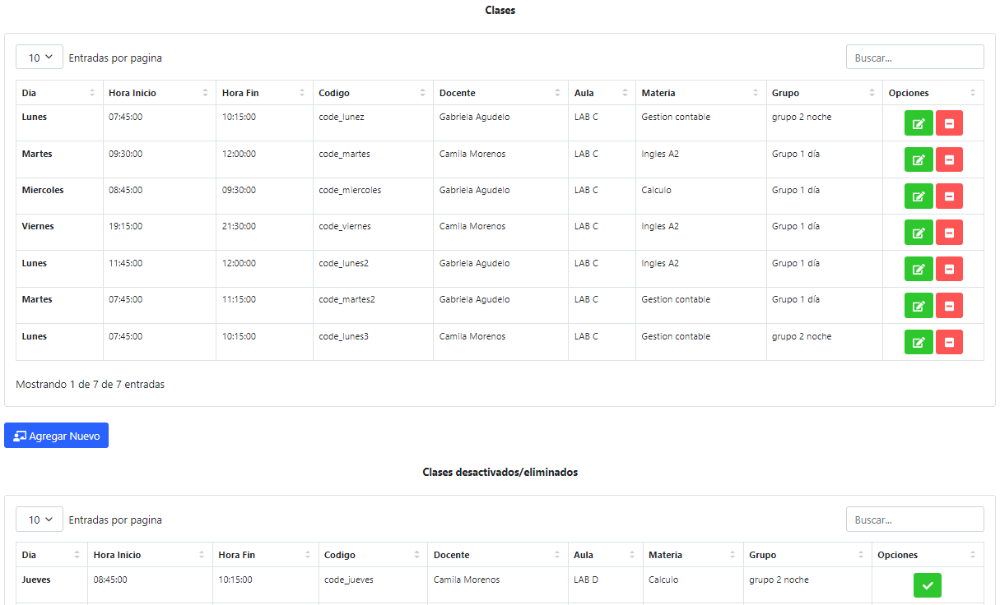 Clases
10 Entradas por pagina Buscar...
Dia Hora Inicio Hora Fin Codigo Docente Aula Materia Grupo Opciones
Lunes 07:45:00 10:15:00 code_lunez Gabriela Agudelo LAB C Gestion contable grupo 2 noche
Martes 09:30:00 12:00:00 code_martes Camila Morenos LAB C Ingles A2 Grupo 1 día
Miercoles 08:45:00 09:30:00 code_miercoles Gabriela Agudelo LAB C Calculo Grupo 1 día
Viernes 19:15:00 21:30:00 code_viernes Camila Morenos LAB C Ingles A2 Grupo 1 día
Lunes 11:45:00 12:00:00 code_lunes2 Gabriela Agudelo LAB C Ingles A2 Grupo 1 día
Martes 07:45:00 11:15:00 code_martes2 Gabriela Agudelo LAB C Gestion contable Grupo 1 día
Lunes 07:45:00 10:15:00 code_lunes3 Camila Morenos LAB C Gestion contable grupo 2 noche
Mostrando 1 de 7 de 7 entradas
Agregar Nuevo
Clases desactivados/eliminados
10 Entradas por pagina Buscar...
Dia Hora Inicio Hora Fin Codigo Docente Aula Materia Grupo Opciones
Jueves 08:45:00 10:15:00 code_jueves Camila Morenos LAB D Calculo grupo 2 noche